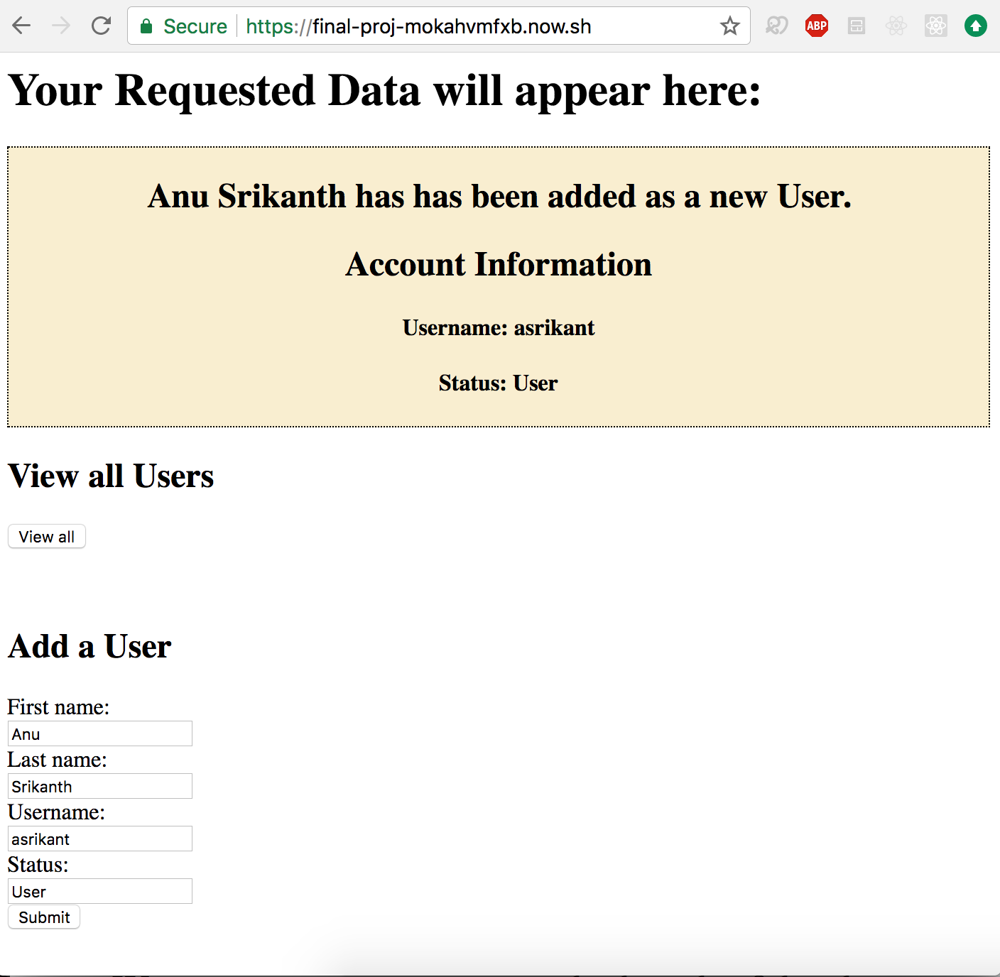 Secure https://final-proj-mokahvmfxb.now.sh ABP
Your Requested Data will appear here:
Anu Srikanth has has been added as a new User.
Account Information
Username: asrikant
Status: User
View all Users
View all
Add a User
First name:
Anu
Last name:
Srikanth
Username:
asrikant
Status:
User
Submit